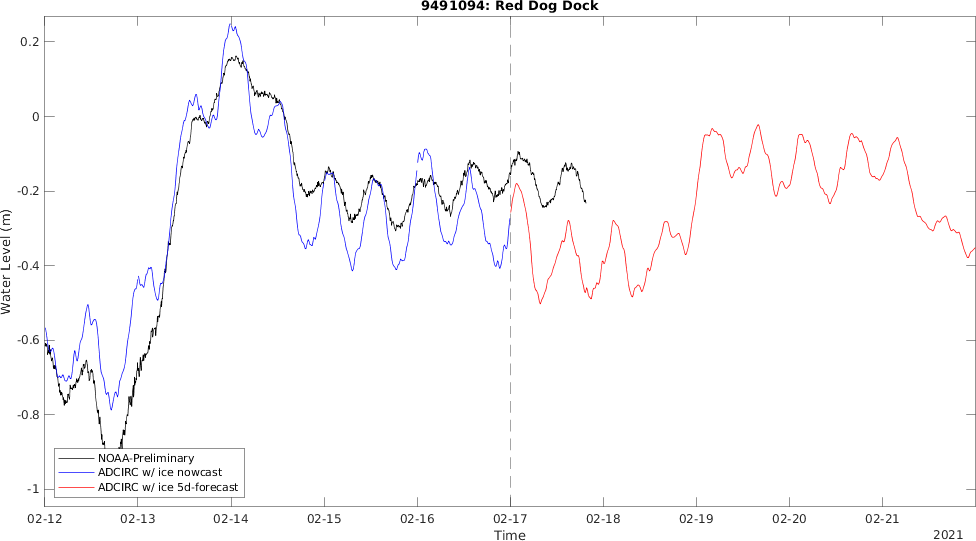 9491094: Red Dog Dock
Water Level (m)
0.2
0
-0.2
-0.4
-0.6
-0.8
-1
NOAA-Preliminary
ADCIRC w/ ice nowcast
ADCIRC w/ ice 5d-forecast
02-12 02-13 02-14 02-15 02-16 02-17 02-18 02-19 02-20 02-21
Time
2021